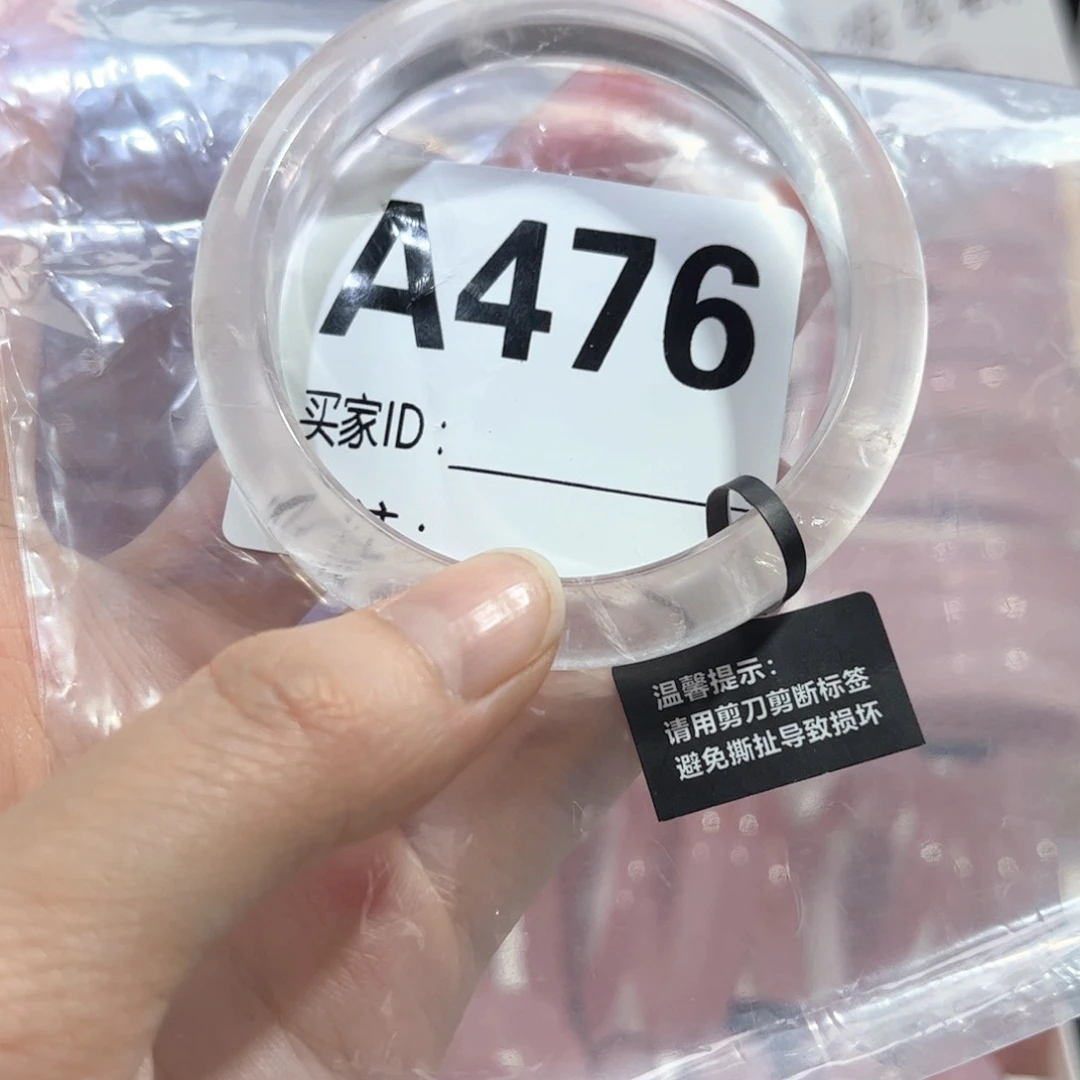 A476
买家ID：
温馨提示：
请用剪刀剪断标签
避免撕扯导致损坏